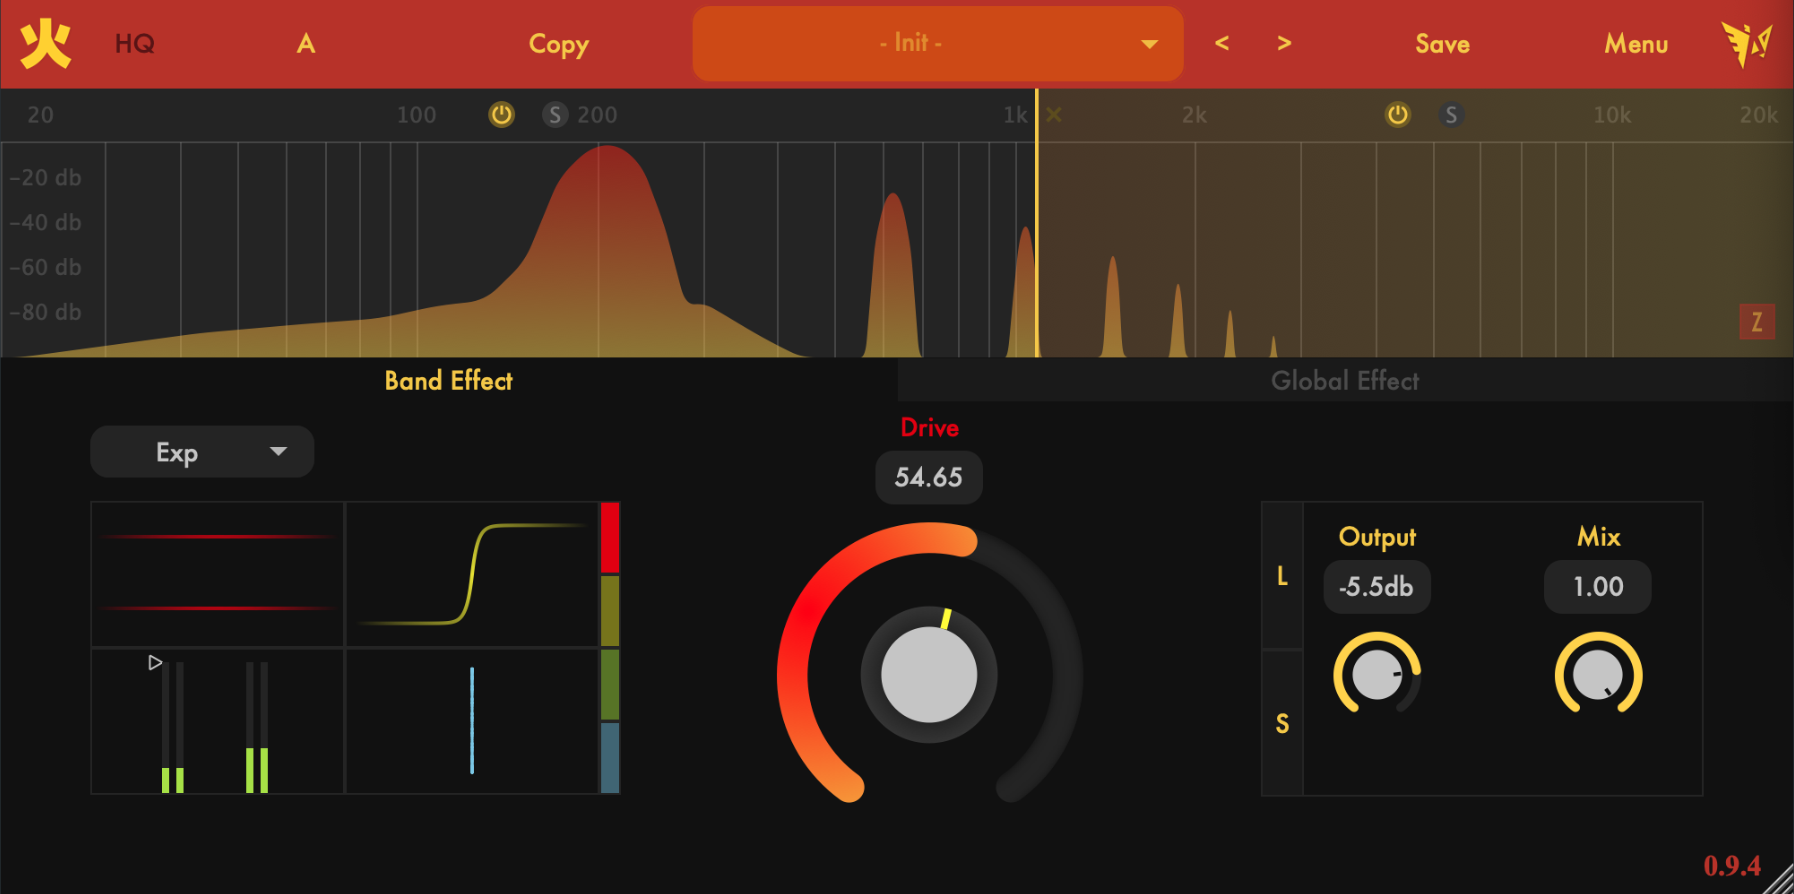 火 HQ A Copy - Init - < > Save Menu
20 100 S 200 1k × 2k S 10k 20k
-20 db
-40 db
-60 db
-80 db
Z
Band Effect Global Effect
Exp
Drive
54.65
L
S
Output Mix
-5.5db 1.00
0.9.4